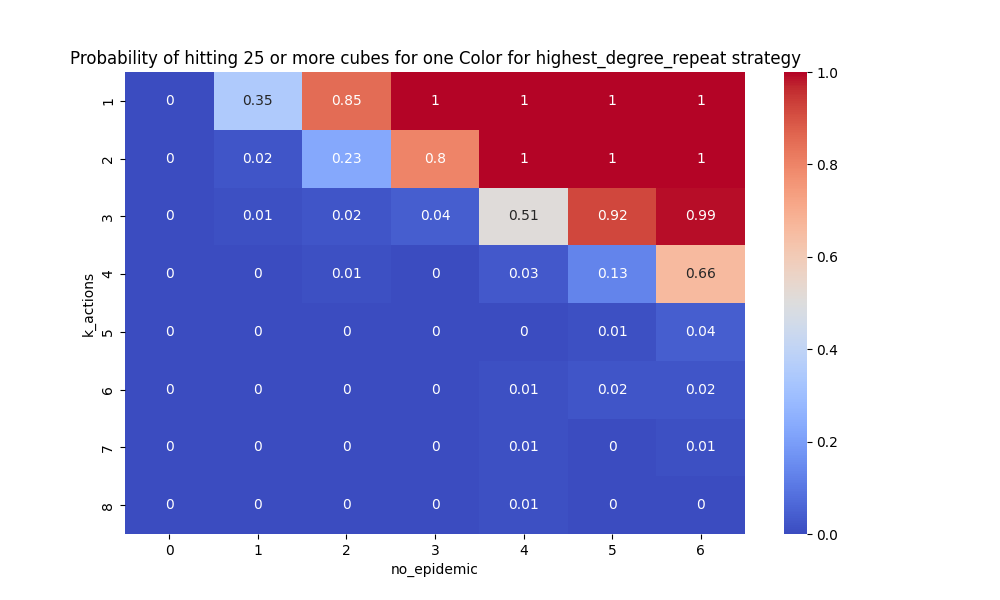 Probability of hitting 25 or more cubes for one Color for highest_degree_repeat strategy
1 0 0.35 0.85 1 1 1 1
2 0 0.02 0.23 0.8 1 1 1
3 0 0.01 0.02 0.04 0.51 0.92 0.99
4 0 0 0.01 0 0.03 0.13 0.66
5 0 0 0 0 0 0.01 0.04
6 0 0 0 0 0.01 0.02 0.02
7 0 0 0 0 0.01 0 0.01
8 0 0 0 0 0.01 0 0
0 1 2 3 4 5 6
no_epidemic
k_actions
1.0
0.8
0.6
0.4
0.2
0.0